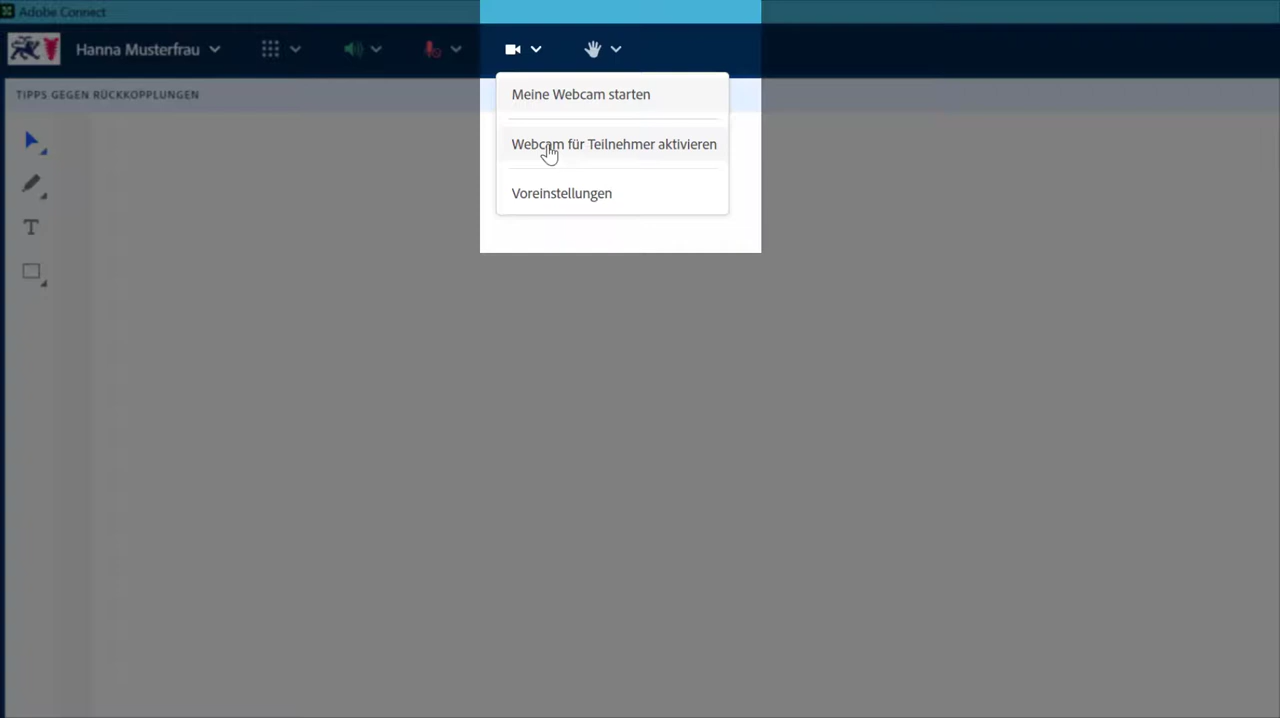 Adobe Connect
Hanna Musterfrau
Meine Webcam starten
TIPPS GEGEN RÜCKKOPPLUNGEN
Webcam für Teilnehmer aktivieren
Voreinstellungen
T